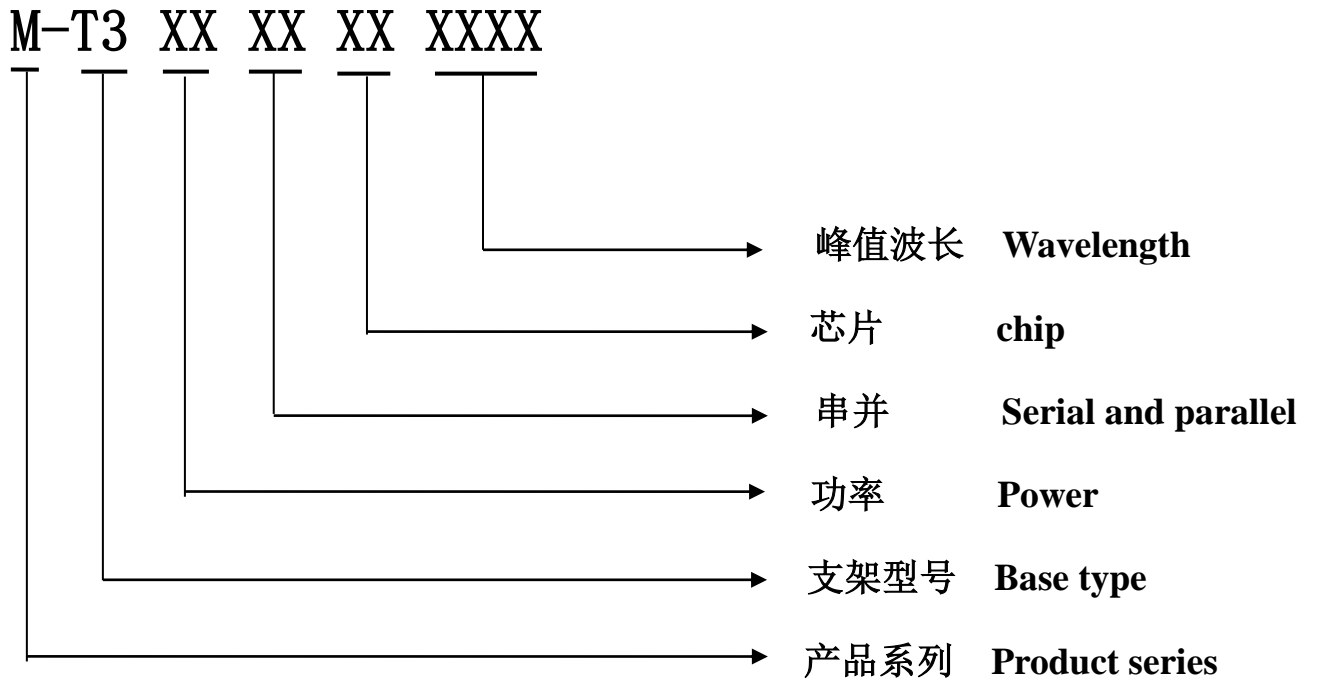 M-T3 XX XX XX XXXX
峰值波长 Wavelength
芯片 chip
串并 Serial and parallel
功率 Power
支架型号 Base type
产品系列 Product series